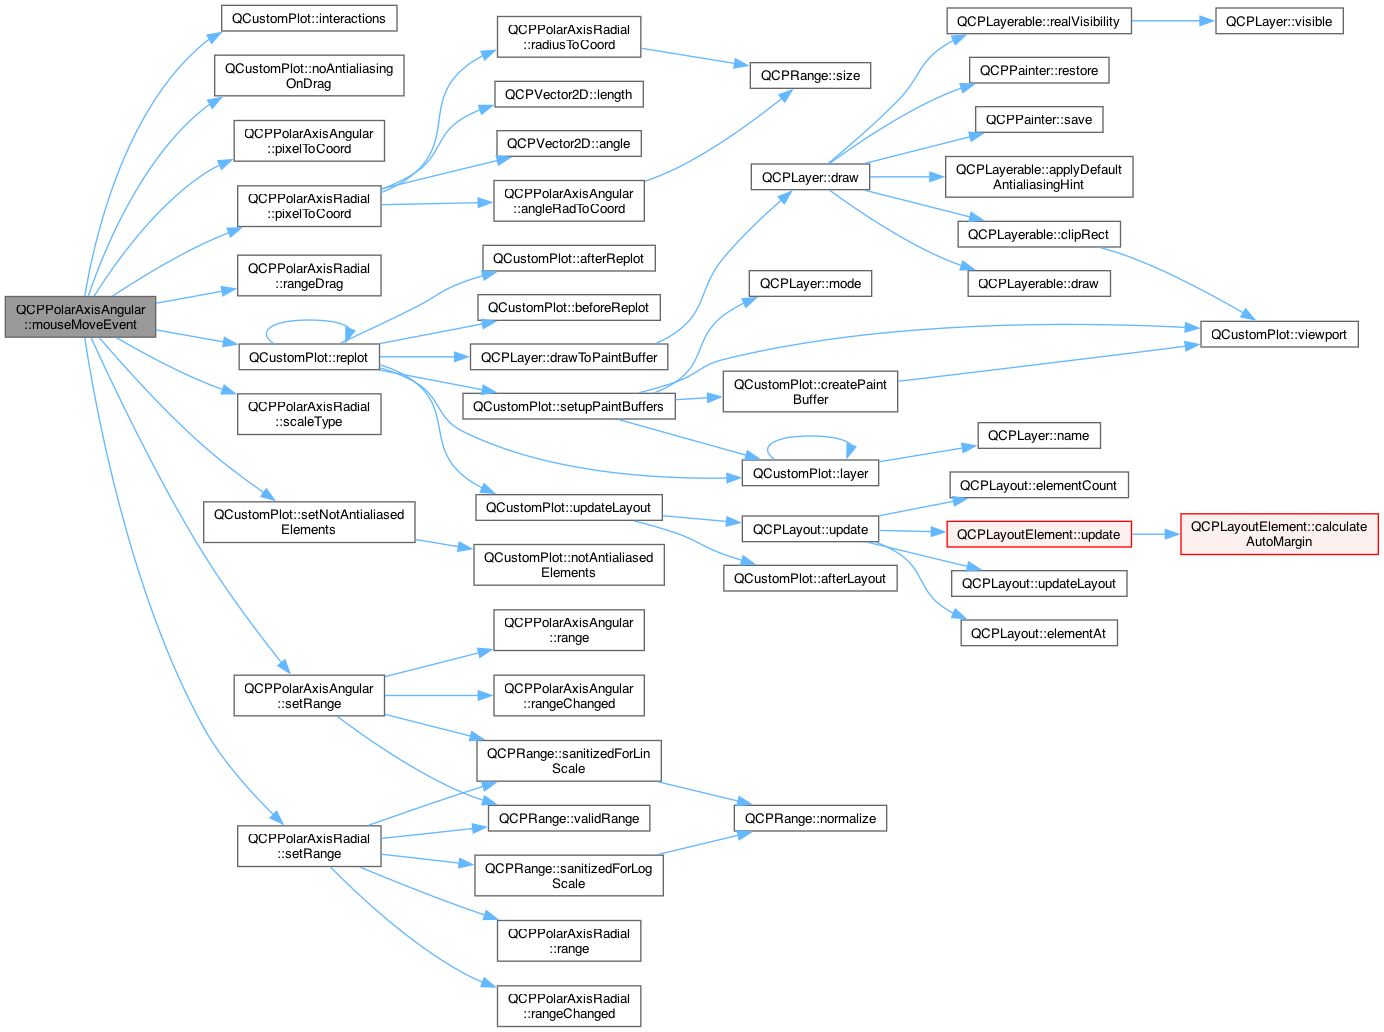 QCPPolarAxisAngular
::mouseMoveEvent
QCustomPlot::interactions
QCustomPlot::noAntialiasing
OnDrag
QCPPolarAxisAngular
::pixelToCoord
QCPPolarAxisRadial
::pixelToCoord
QCPPolarAxisRadial
::rangeDrag
QCustomPlot::replot
QCPPolarAxisRadial
::scaleType
QCustomPlot::setNotAntialiased
Elements
QCPPolarAxisAngular
::setRange
QCPPolarAxisRadial
::setRange
QCPPolarAxisRadial
::radiusToCoord
QCPVector2D::length
QCPVector2D::angle
QCPPolarAxisAngular
::angleRadToCoord
QCustomPlot::afterReplot
QCustomPlot::beforeReplot
QCPLayer::drawToPaintBuffer
QCustomPlot::setupPaintBuffers
QCustomPlot::updateLayout
QCustomPlot::notAntialiased
Elements
QCPPolarAxisAngular
::range
QCPPolarAxisAngular
::rangeChanged
QCPRange::sanitizedForLin
Scale
QCPRange::validRange
QCPRange::sanitizedForLog
Scale
QCPPolarAxisRadial
::range
QCPPolarAxisRadial
::rangeChanged
QCPRange::size
QCPLayer::draw
QCPLayer::mode
QCustomPlot::createPaint
Buffer
QCustomPlot::layer
QCPLayout::update
QCustomPlot::afterLayout
QCPRange::normalize
QCPLayerable::realVisibility
QCPPainter::restore
QCPPainter::save
QCPLayerable::applyDefault
AntialiasingHint
QCPLayerable::clipRect
QCPLayerable::draw
QCPLayer::name
QCPLayout::elementCount
QCPLayoutElement::update
QCPLayout::updateLayout
QCPLayout::elementAt
QCPLayer::visible
QCustomPlot::viewport
QCPLayoutElement::calculate
AutoMargin